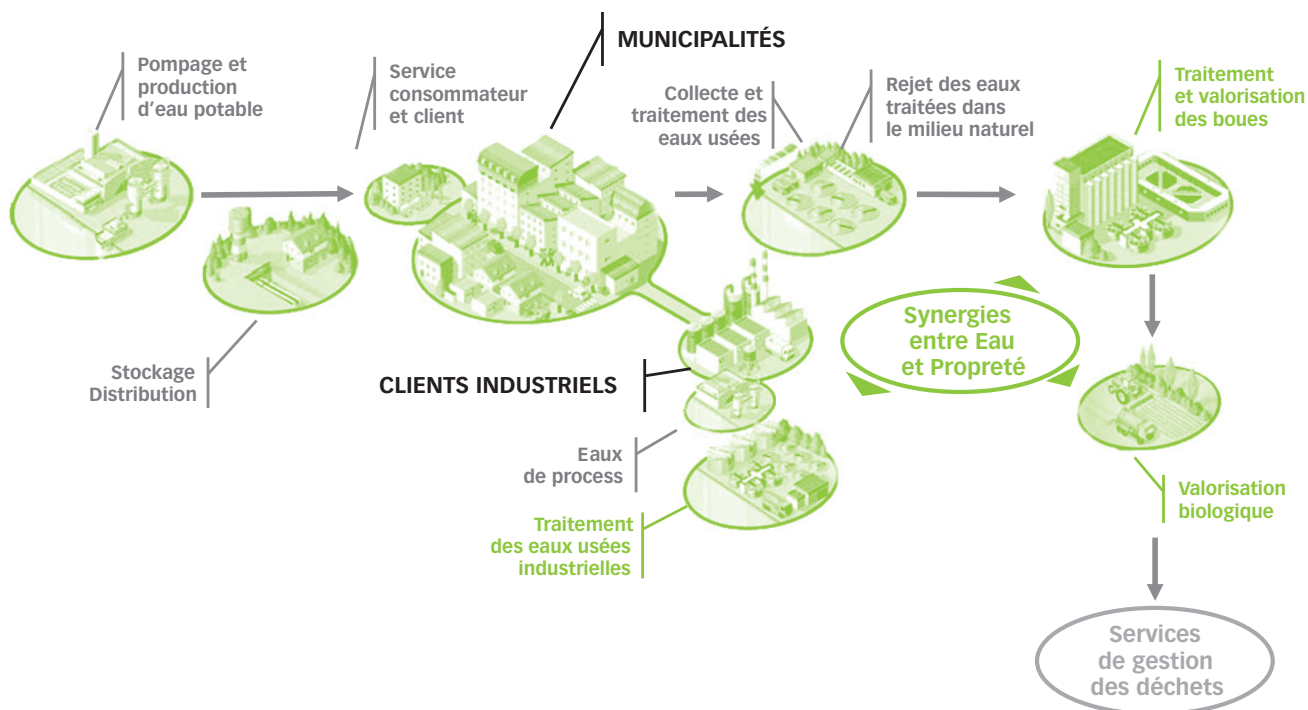 MUNICIPALITÉS
Pompage et
production
d’eau potable
Service
consommateur
et client
Collecte et
traitement des
eaux usées
Rejet des eaux
traitées dans
le milieu naturel
Traitement
et valorisation
des boues
Stockage
Distribution
CLIENTS INDUSTRIELS
Synergies
entre Eau
et Propreté
Eaux
de process
Traitement
des eaux usées
industrielles
Valorisation
biologique
Services
de gestion
des déchets